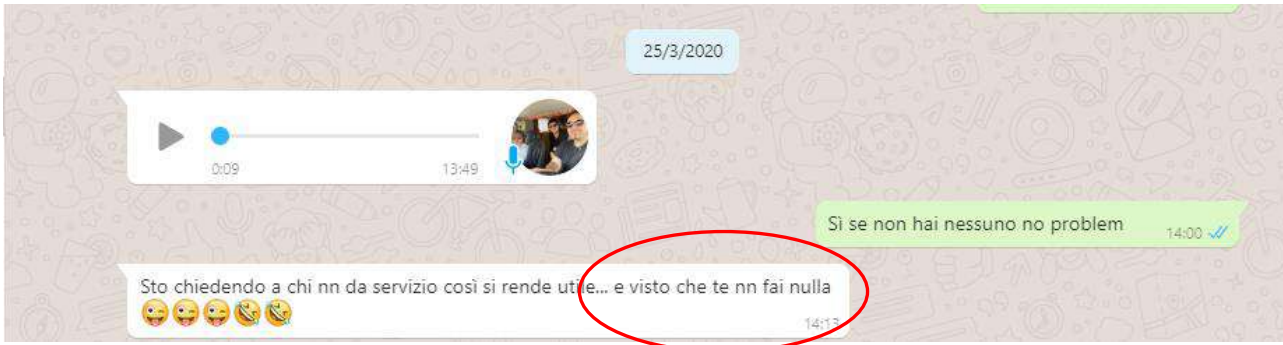 25/3/2020
0:09 13:49
Sì se non hai nessuno no problem 14:00
Sto chiedendo a chi nn da servizio così si rende utile... e visto che te nn fai nulla
😜😜😜🤣🤣 14:13